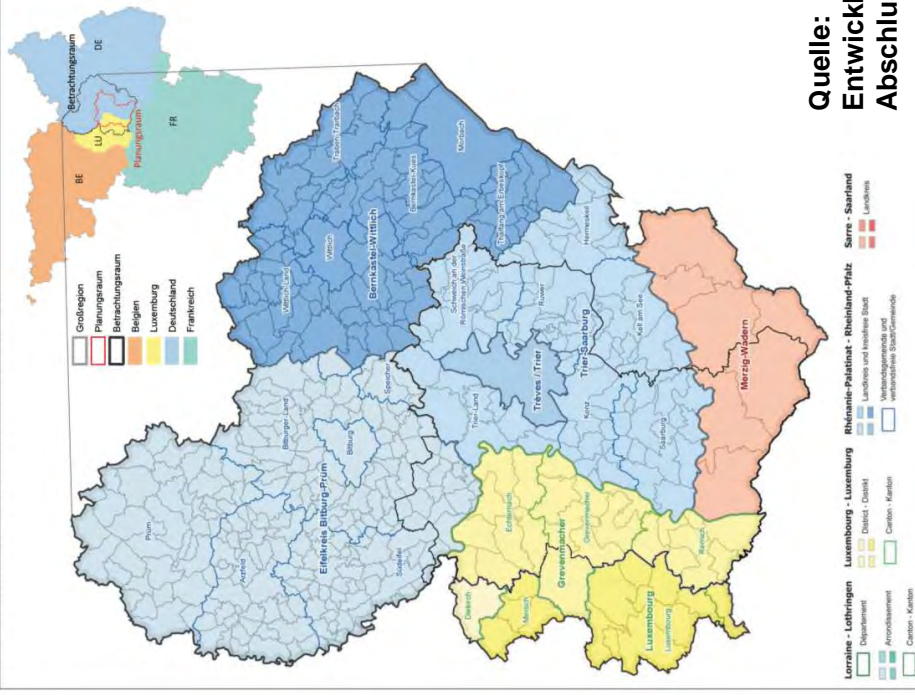 Betrachtungsraum
DE
BE
LU
Planungsraum
FR
Großregion
Planungsraum
Betrachtungsraum
Belgien
Luxemburg
Deutschland
Frankreich
Prüm
Arzfeld
Bitburger Land
Bitburg
Eifelkreis Bitburg-Prüm
Südeifel
Speicher
Wittlich-Land
Wittlich
Traben-Trarbach
Bernkastel-Wittlich
Bernkastel-Kues
Morbach
Thalfang am Erbeskopf
Schweich an der
Römischen Weinstraße
Hermeskeil
Trier-Land
Ruwer
Trèves / Trier
Trier-Saarburg
Kell am See
Konz
Saarburg
Merzig-Wadern
Echternach
Grevenmacher
Grevenmacher
Remich
Diekirch
Mersch
Luxembourg
Luxembourg
Lorraine - Lothringen
Département
Arrondissement
Canton - Kanton
Luxembourg - Luxemburg
District - Distrikt
Canton - Kanton
Rhénanie-Palatinat - Rheinland-Pfalz
Landkreis und kreisfreie Stadt
Verbandsgemeinde und
verbandsfreie Stadt/Gemeinde
Sarre - Saarland
Landkreis
Quelle:
Entwickl
Abschlu